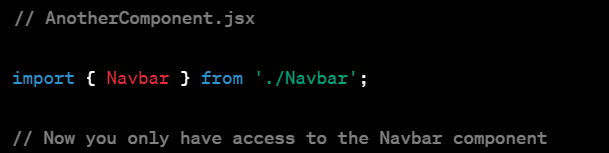 // AnotherComponent.jsx
import { Navbar } from './Navbar';
// Now you only have access to the Navbar component